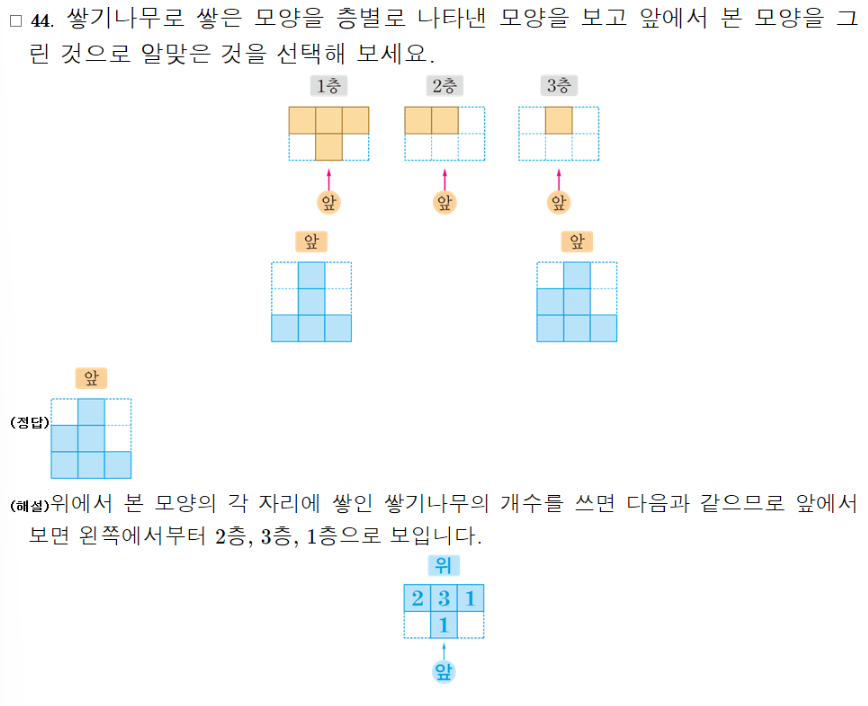 □ 44. 쌓기나무로 쌓은 모양을 층별로 나타낸 모양을 보고 앞에서 본 모양을 그
린 것으로 알맞은 것을 선택해 보세요.
1층 2층 3층
앞 앞 앞
앞 앞
앞
(정답)
(해설)위에서 본 모양의 각 자리에 쌓인 쌓기나무의 개수를 쓰면 다음과 같으므로 앞에서
보면 왼쪽에서부터 2층, 3층, 1층으로 보입니다.
위
2 3 1
1
앞